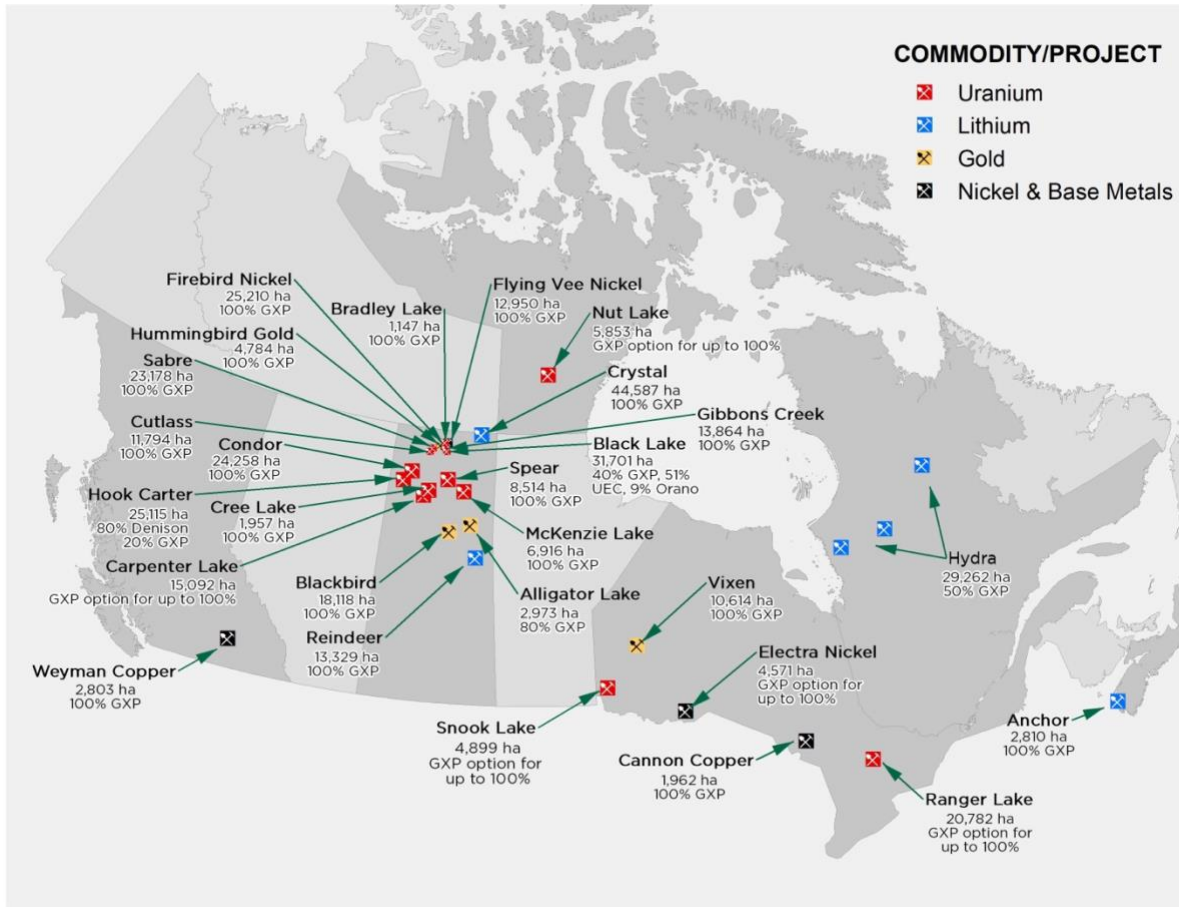 COMMODITY/PROJECT
Uranium
Lithium
Gold
Nickel & Base Metals
Firebird Nickel
25,210 ha
100% GXP
Bradley Lake
1,147 ha
100% GXP
Flying Vee Nickel
12,950 ha
100% GXP
Nut Lake
5,853 ha
GXP option for up to 100%
Hummingbird Gold
4,784 ha
100% GXP
Sabre
23,178 ha
100% GXP
Crystal
44,587 ha
100% GXP
Gibbons Creek
13,864 ha
100% GXP
Cutlass
11,794 ha
100% GXP
Condor
24,258 ha
100% GXP
Black Lake
31,701 ha
40% GXP, 51%
UEC, 9% Orano
Spear
8,514 ha
100% GXP
Hook Carter
25,115 ha
80% Denison
20% GXP
Cree Lake
1,957 ha
100% GXP
McKenzie Lake
6,916 ha
100% GXP
Carpenter Lake
15,092 ha
GXP option for up to 100%
Blackbird
18,118 ha
100% GXP
Alligator Lake
2,973 ha
80% GXP
Vixen
10,614 ha
100% GXP
Hydra
29,262 ha
50% GXP
Reindeer
13,329 ha
100% GXP
Weyman Copper
2,803 ha
100% GXP
Electra Nickel
4,571 ha
GXP option for
up to 100%
Snook Lake
4,899 ha
GXP option for
up to 100%
Anchor
2,810 ha
100% GXP
Cannon Copper
1,962 ha
100% GXP
Ranger Lake
20,782 ha
GXP option for
up to 100%